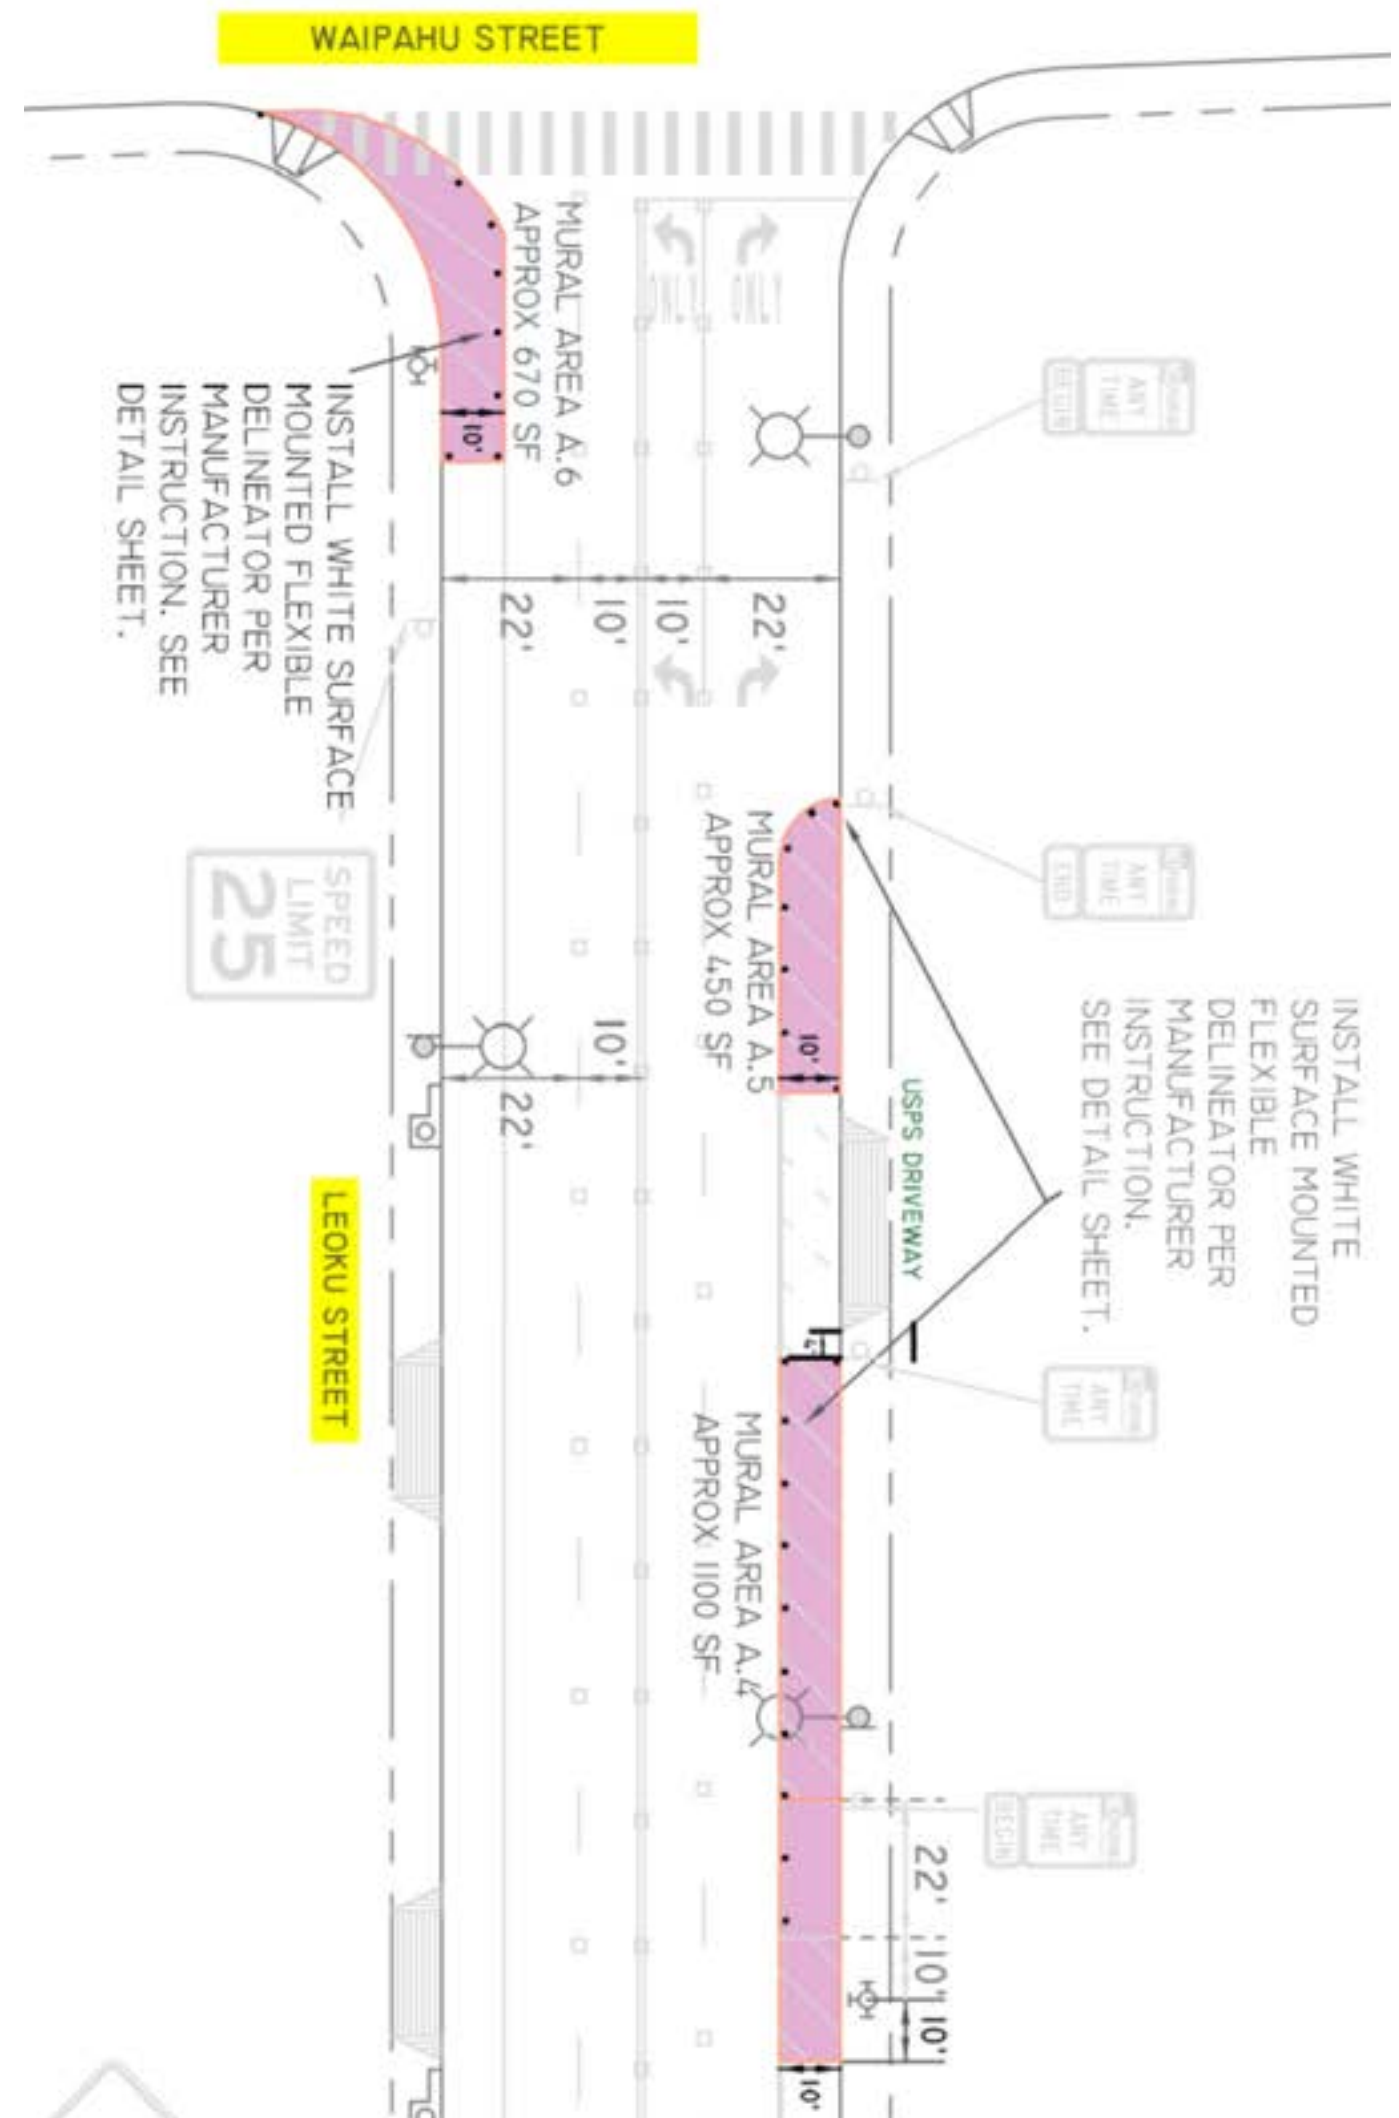 WAIPAHU STREET
MURAL AREA A.6
APPROX 670 SF
10'
INSTALL WHITE SURFACE
MOUNTED FLEXIBLE
DELINEATOR PER
MANUFACTURER
INSTRUCTION. SEE
DETAIL SHEET.
ANY
TIME
BEGIN
22'
10'
10'
22'
SPEED
LIMIT
25
MURAL AREA A.5
APPROX 450 SF
10'
ANY
TIME
END
INSTALL WHITE
SURFACE MOUNTED
FLEXIBLE
DELINEATOR PER
MANUFACTURER
INSTRUCTION.
SEE DETAIL SHEET.
10'
22'
USPS DRIVEWAY
LEOKU STREET
4'
ANY
TIME
MURAL AREA A.4
APPROX 1100 SF
ANY
TIME
BEGIN
22'
10'
10'
10'